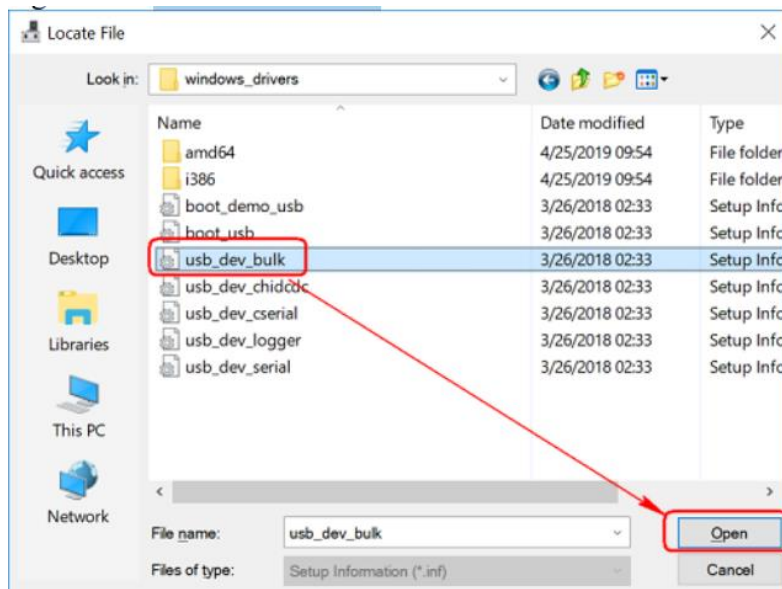 Locate File
Look in: windows_drivers
Name Date modified Type
amd64 4/25/2019 09:54 File folder
i386 4/25/2019 09:54 File folder
boot_demo_usb 3/26/2018 02:33 Setup Info
boot_usb 3/26/2018 02:33 Setup Info
usb_dev_bulk 3/26/2018 02:33 Setup Info
usb_dev_chidcdc 3/26/2018 02:33 Setup Info
usb_dev_cserial 3/26/2018 02:33 Setup Info
usb_dev_logger 3/26/2018 02:33 Setup Info
usb_dev_serial 3/26/2018 02:33 Setup Info
Quick access
Desktop
Libraries
This PC
Network
File name: usb_dev_bulk Open
Files of type: Setup Information (*.inf) Cancel